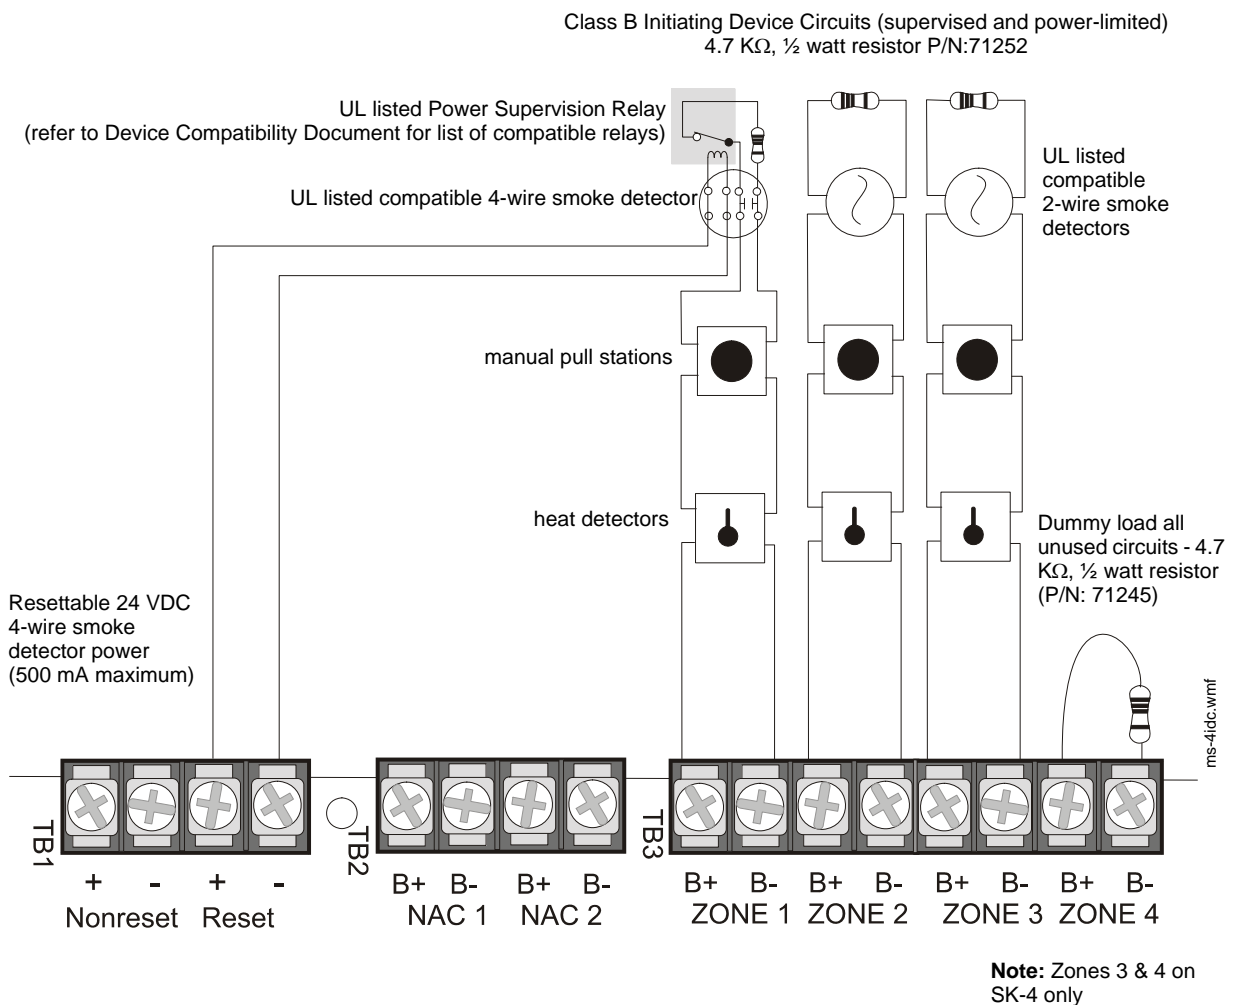 Class B Initiating Device Circuits (supervised and power-limited)
4.7 KΩ, ½ watt resistor P/N:71252
UL listed Power Supervision Relay
(refer to Device Compatibility Document for list of compatible relays)
UL listed compatible 4-wire smoke detector
UL listed
compatible
2-wire smoke
detectors
manual pull stations
heat detectors
Dummy load all
unused circuits - 4.7
KΩ, ½ watt resistor
(P/N: 71245)
Resettable 24 VDC
4-wire smoke
detector power
(500 mA maximum)
ms-4idc.wmf
TB1
TB2
TB3
+ - + -
Nonreset Reset
B+ B- B+ B-
NAC 1 NAC 2
B+ B- B+ B- B+ B- B+ B-
ZONE 1 ZONE 2 ZONE 3 ZONE 4
Note: Zones 3 & 4 on
SK-4 only